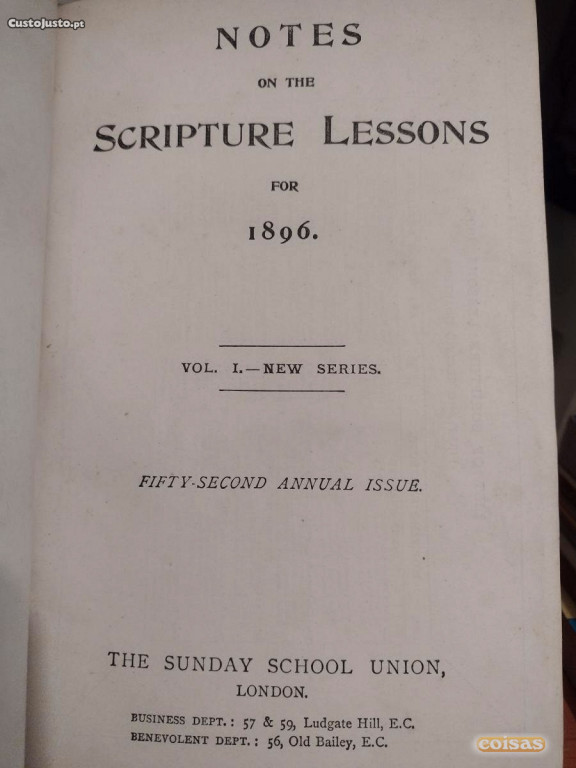 CustoJusto.pt
NOTES
ON THE
SCRIPTURE LESSONS
FOR
1896.
VOL. I.—NEW SERIES.
FIFTY-SECOND ANNUAL ISSUE.
THE SUNDAY SCHOOL UNION,
LONDON.
BUSINESS DEPT.: 57 & 59, Ludgate Hill, E.C.
BENEVOLENT DEPT.: 56, Old Bailey, E.C.
coisas